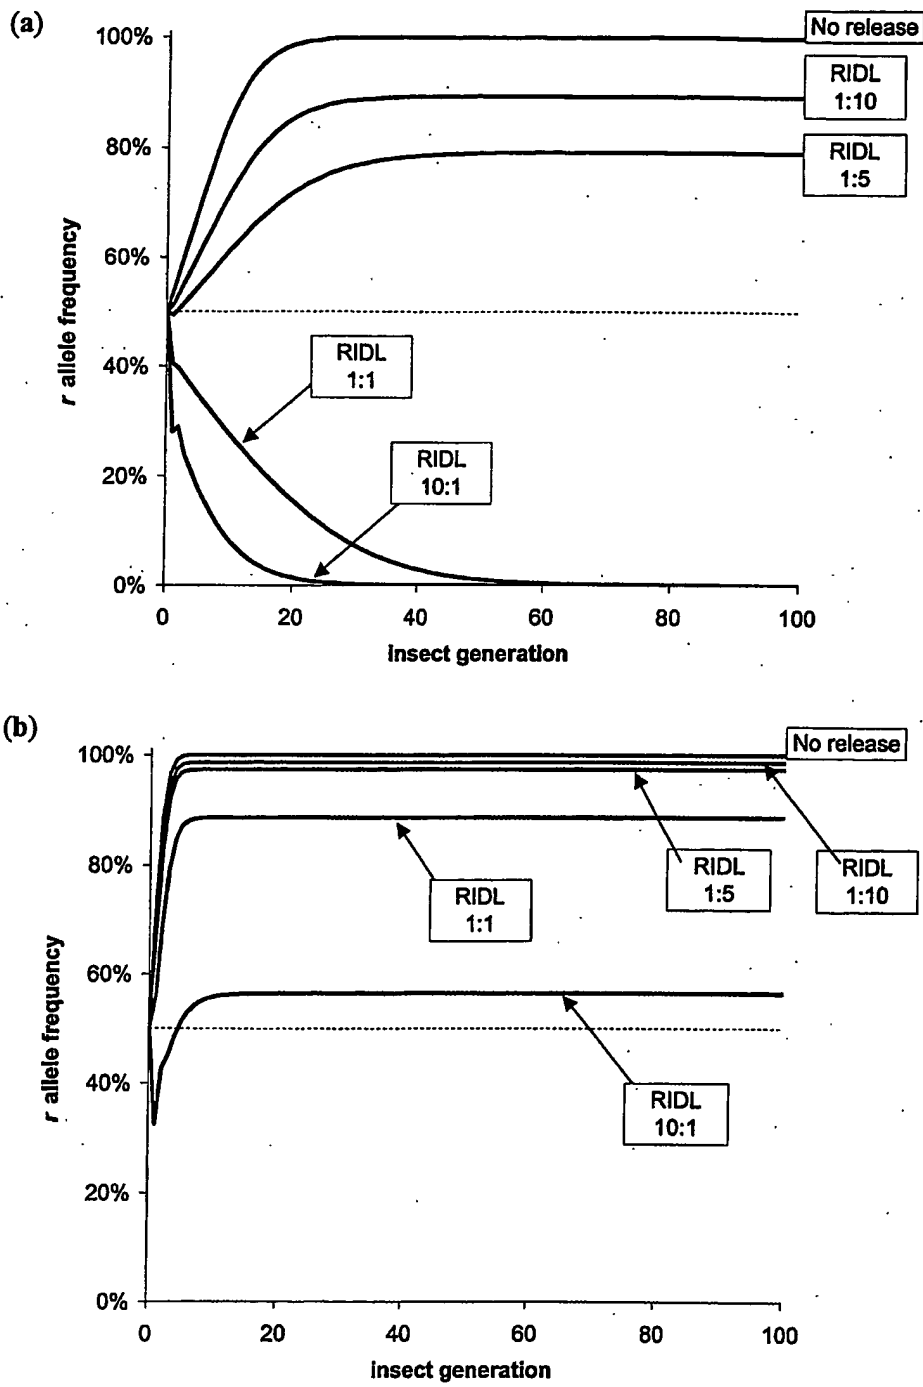 (a)
100%
80%
60%
40%
20%
0%
r allele frequency
No release
RIDL
1:10
RIDL
1:5
RIDL
1:1
RIDL
10:1
0
20
40
60
80
100
insect generation
(b)
100%
80%
60%
40%
20%
0%
r allele frequency
No release
RIDL
1:1
RIDL
1:5
RIDL
1:10
RIDL
10:1
0
20
40
60
80
100
insect generation